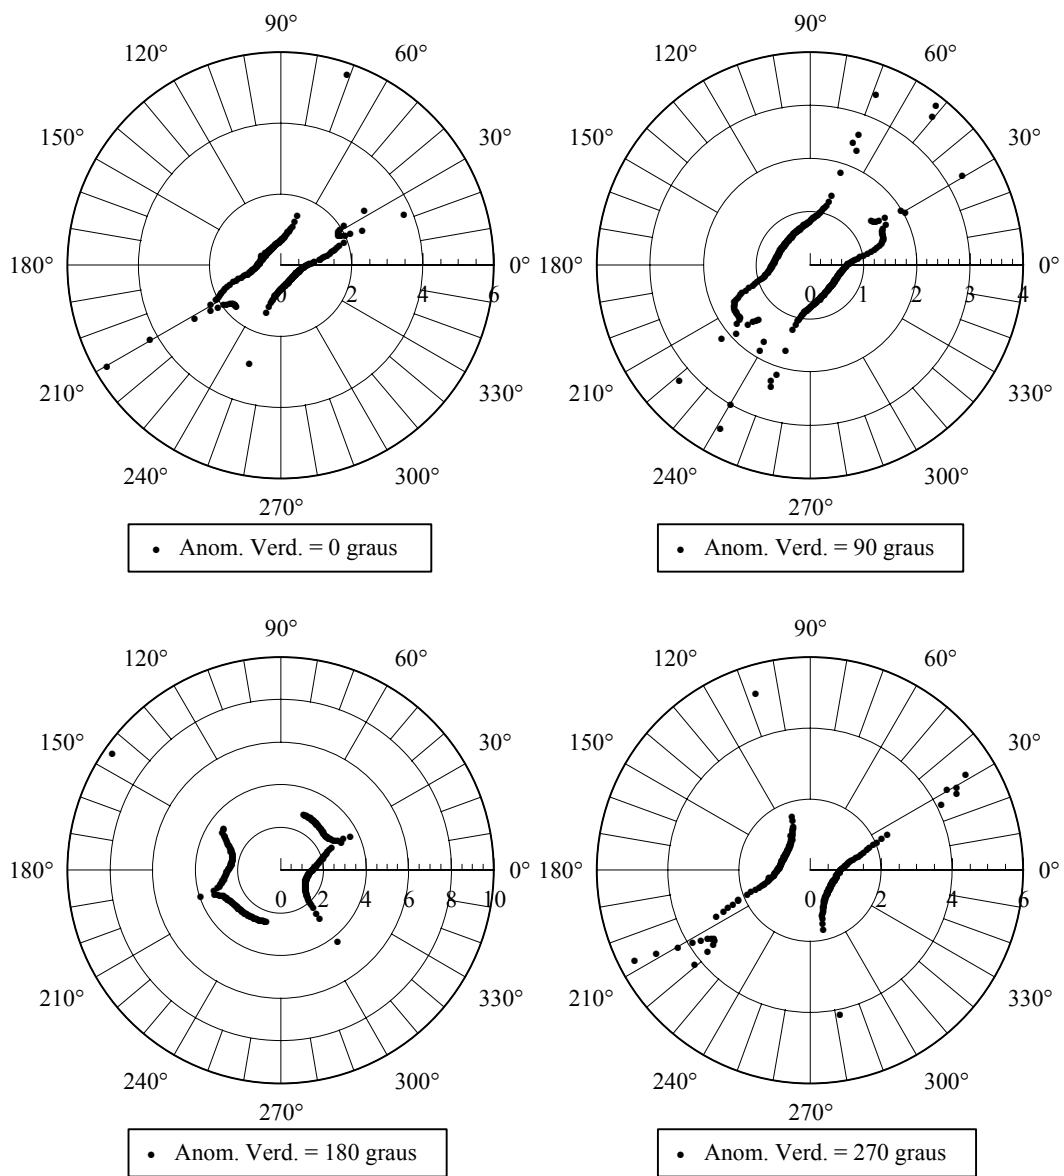 90° 90°
120° 60° 120° 60°
150° 30° 150° 30°
180° 0° 180° 0°
0 2 4 6 0 1 2 3 4
210° 330° 210° 330°
240° 300° 240° 300°
270° 270°
Anom. Verd. = 0 graus Anom. Verd. = 90 graus
90° 90°
120° 60° 120° 60°
150° 30° 150° 30°
180° 0° 180° 0°
0 2 4 6 8 10 0 2 4 6
210° 330° 210° 330°
240° 300° 240° 300°
270° 270°
Anom. Verd. = 180 graus Anom. Verd. = 270 graus